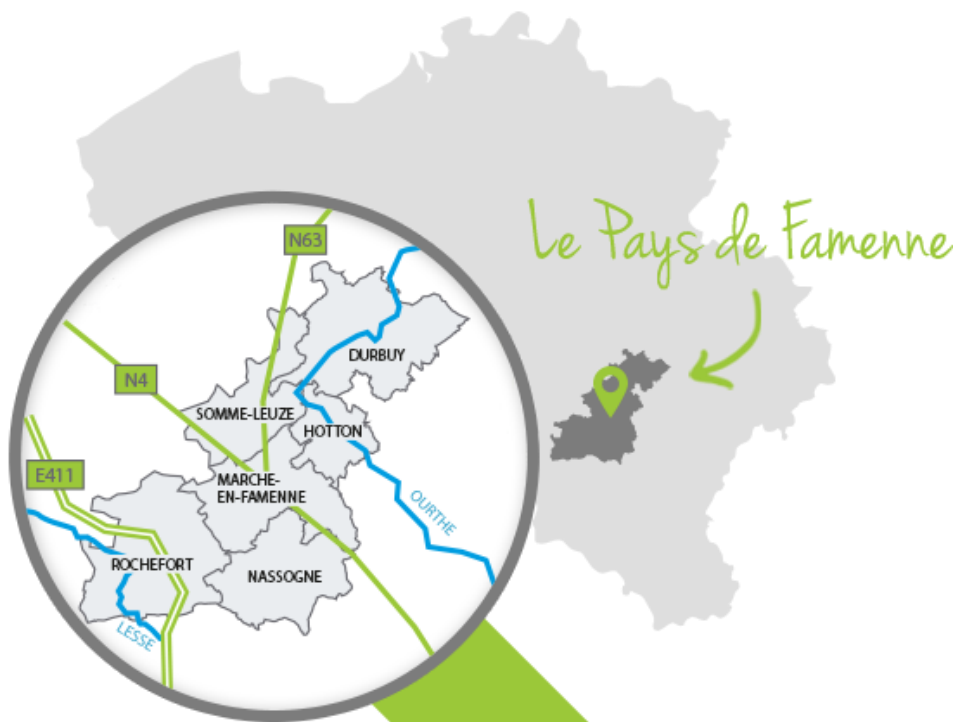 Le Pays de Famenne
N63
DURBUY
N4
SOMME-LEUZE
HOTTON
E411
MARCHE-
EN-FAMENNE
OURTHE
ROCHEFORT
NASSOGNE
LESSE